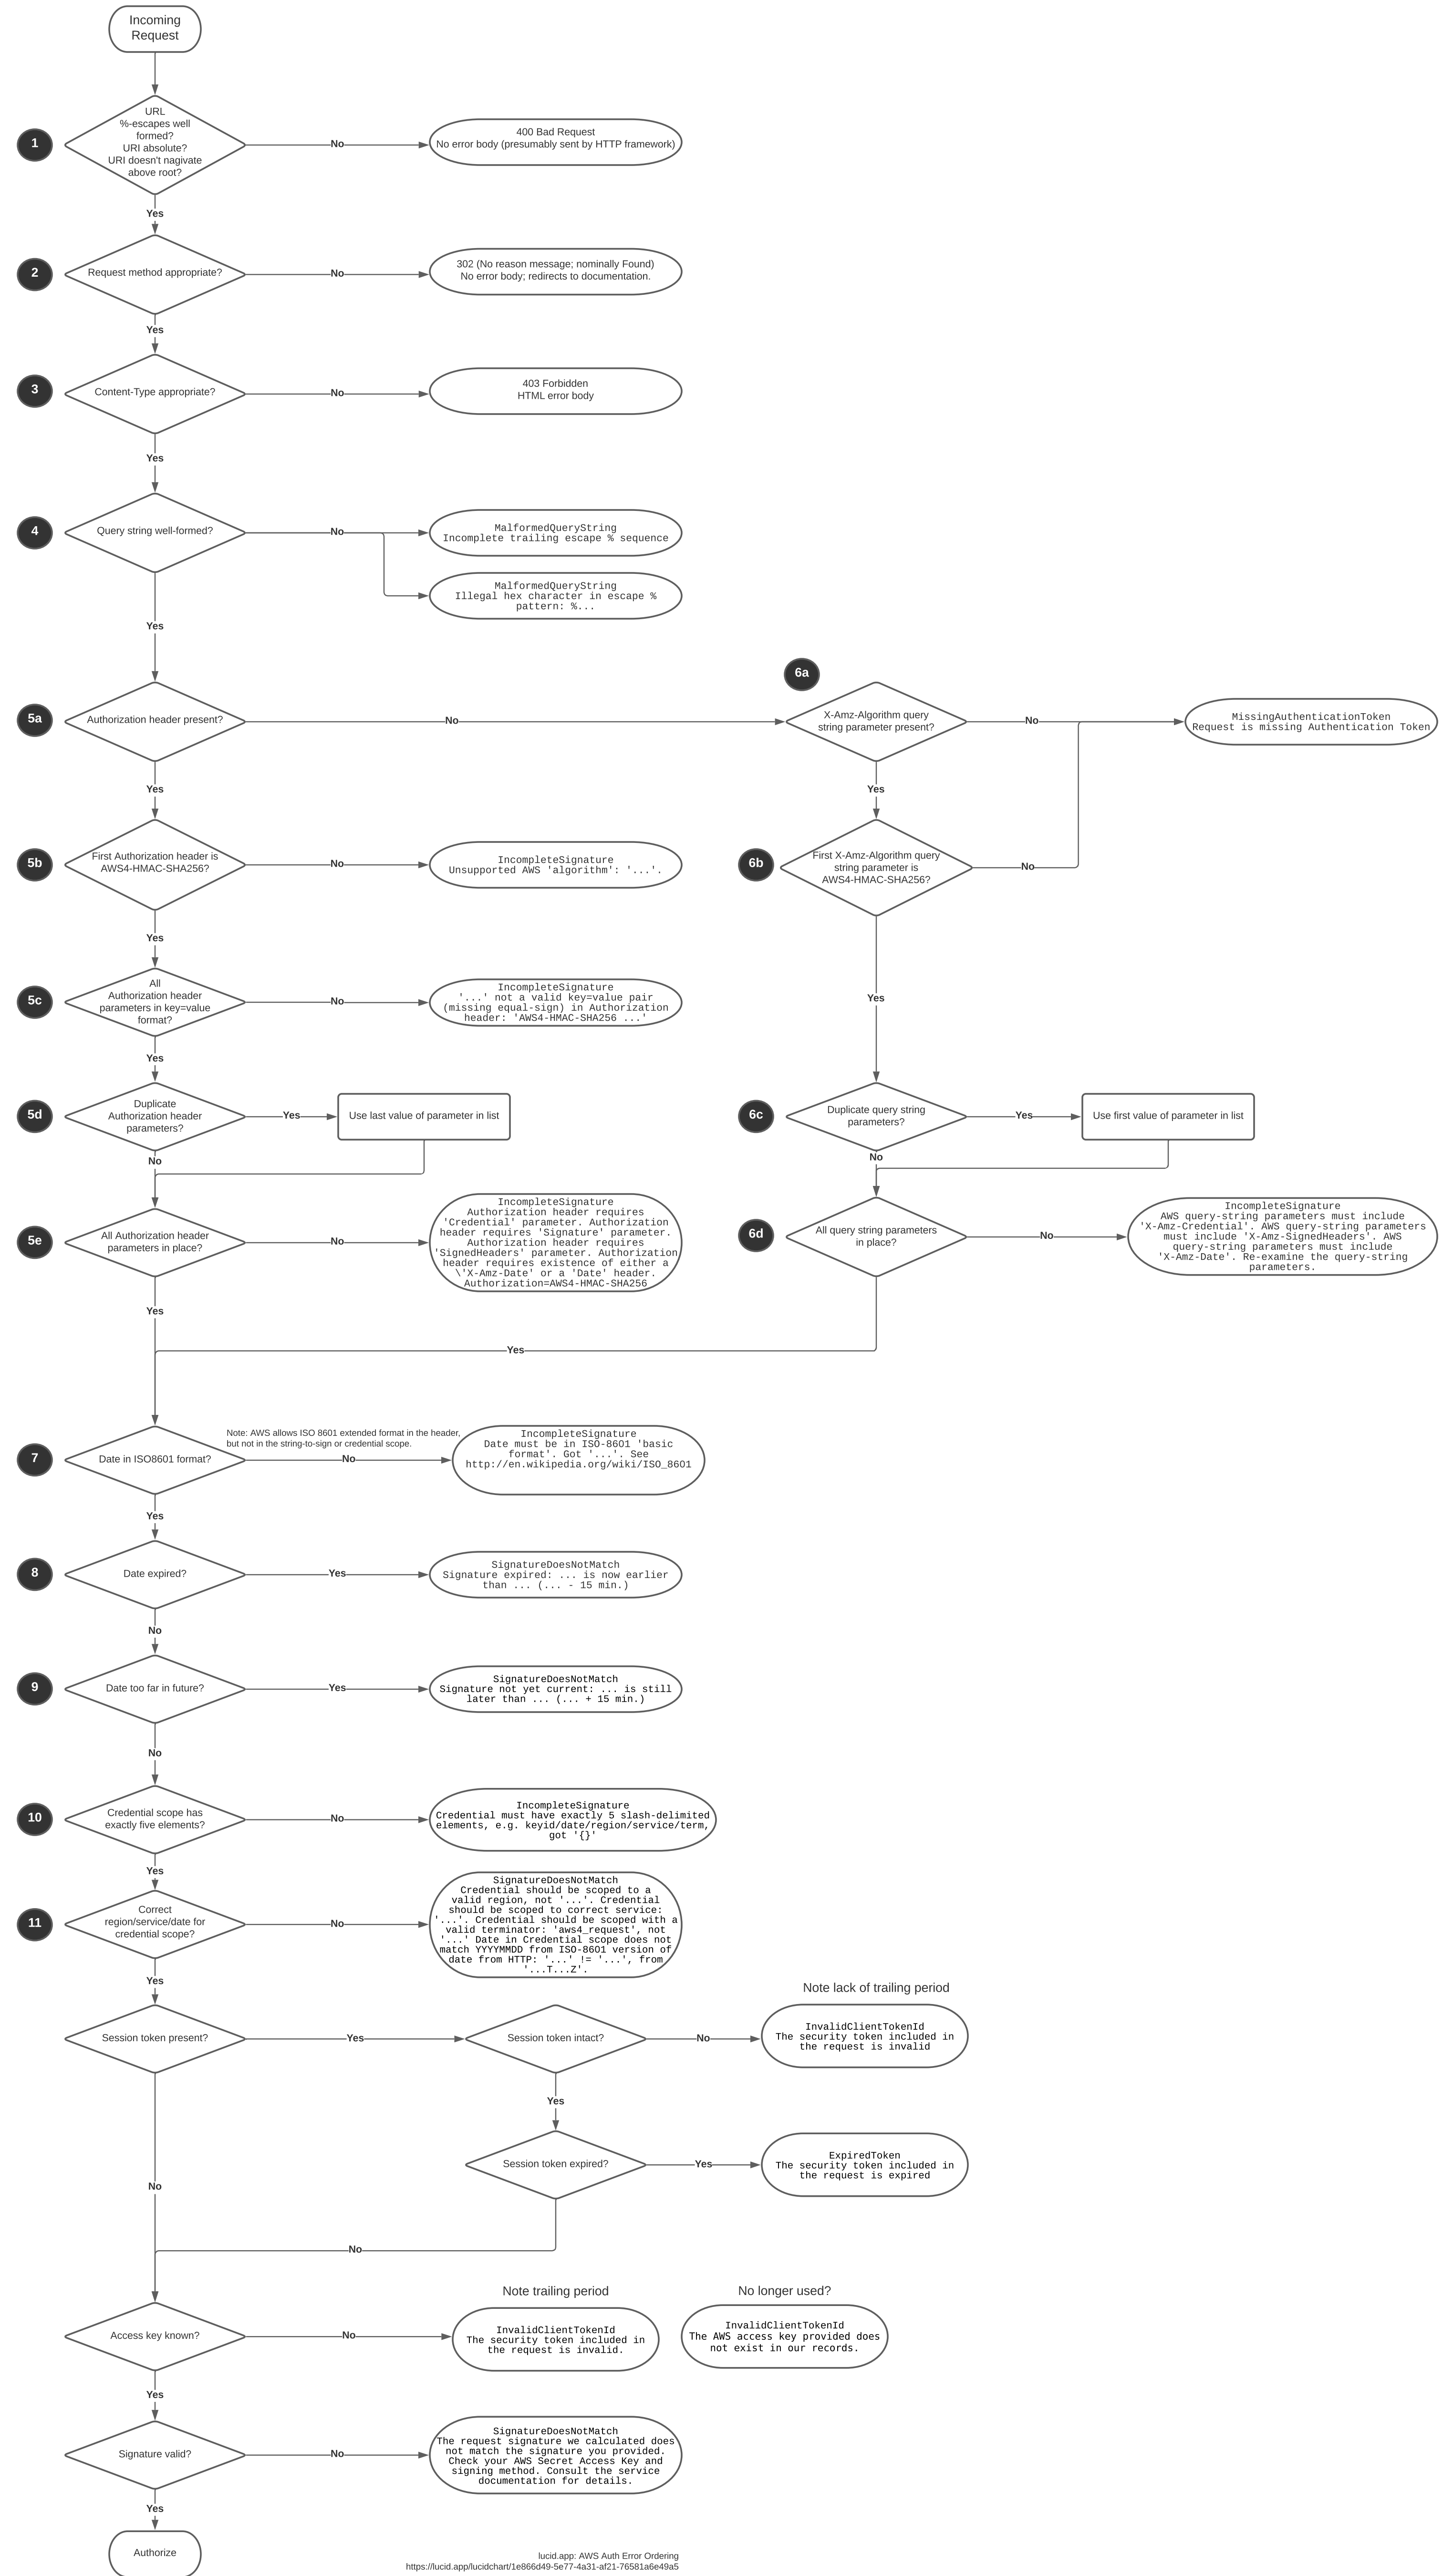 Incoming
Request
1
URL
%-escapes well
formed?
URI absolute?
URI doesn't nagivate
above root?
No
400 Bad Request
No error body (presumably sent by HTTP framework)
Yes
2
Request method appropriate?
No
302 (No reason message; nominally Found)
No error body; redirects to documentation.
Yes
3
Content-Type appropriate?
No
403 Forbidden
HTML error body
Yes
4
Query string well-formed?
No
MalformedQueryString
Incomplete trailing escape % sequence
MalformedQueryString
Illegal hex character in escape %
pattern: %...
Yes
5a
Authorization header present?
No
6a
X-Amz-Algorithm query
string parameter present?
No
MissingAuthenticationToken
Request is missing Authentication Token
Yes
Yes
5b
First Authorization header is
AWS4-HMAC-SHA256?
No
IncompleteSignature
Unsupported AWS 'algorithm': '...'.
6b
First X-Amz-Algorithm query
string parameter is
AWS4-HMAC-SHA256?
No
Yes
5c
All
Authorization header
parameters in key=value
format?
No
IncompleteSignature
'...' not a valid key=value pair
(missing equal-sign) in Authorization
header: 'AWS4-HMAC-SHA256 ...'
Yes
Yes
5d
Duplicate
Authorization header
parameters?
Yes
Use last value of parameter in list
6c
Duplicate query string
parameters?
Yes
Use first value of parameter in list
No
No
5e
All Authorization header
parameters in place?
No
IncompleteSignature
Authorization header requires
'Credential' parameter. Authorization
header requires 'Signature' parameter.
Authorization header requires
'SignedHeaders' parameter. Authorization
header requires existence of either a
\'X-Amz-Date' or a 'Date' header.
Authorization=AWS4-HMAC-SHA256
6d
All query string parameters
in place?
No
IncompleteSignature
AWS query-string parameters must include
'X-Amz-Credential'. AWS query-string parameters
must include 'X-Amz-SignedHeaders'. AWS
query-string parameters must include
'X-Amz-Date'. Re-examine the query-string
parameters.
Yes
Yes
7
Date in ISO8601 format?
Note: AWS allows ISO 8601 extended format in the header,
but not in the string-to-sign or credential scope.
No
IncompleteSignature
Date must be in ISO-8601 'basic
format'. Got '...'. See
http://en.wikipedia.org/wiki/ISO_8601
Yes
8
Date expired?
Yes
SignatureDoesNotMatch
Signature expired: ... is now earlier
than ... (... - 15 min.)
No
9
Date too far in future?
Yes
SignatureDoesNotMatch
Signature not yet current: ... is still
later than ... (... + 15 min.)
No
10
Credential scope has
exactly five elements?
No
IncompleteSignature
Credential must have exactly 5 slash-delimited
elements, e.g. keyid/date/region/service/term,
got '{}'
Yes
11
Correct
region/service/date for
credential scope?
No
SignatureDoesNotMatch
Credential should be scoped to a
valid region, not '...'. Credential
should be scoped to correct service:
'...'. Credential should be scoped with a
valid terminator: 'aws4_request', not
'...' Date in Credential scope does not
match YYYYMMDD from ISO-8601 version of
date from HTTP: '...' != '...', from
'...T...Z'.
Yes
Session token present?
Yes
Session token intact?
No
Note lack of trailing period
InvalidClientTokenId
The security token included in
the request is invalid
Yes
Session token expired?
Yes
ExpiredToken
The security token included in
the request is expired
No
No
Access key known?
No
Note trailing period
InvalidClientTokenId
The security token included in
the request is invalid.
No longer used?
InvalidClientTokenId
The AWS access key provided does
not exist in our records.
Yes
Signature valid?
No
SignatureDoesNotMatch
The request signature we calculated does
not match the signature you provided.
Check your AWS Secret Access Key and
signing method. Consult the service
documentation for details.
Yes
Authorize
lucid.app: AWS Auth Error Ordering
https://lucid.app/lucidchart/1e866d49-5e77-4a31-af21-76581a6e49a5